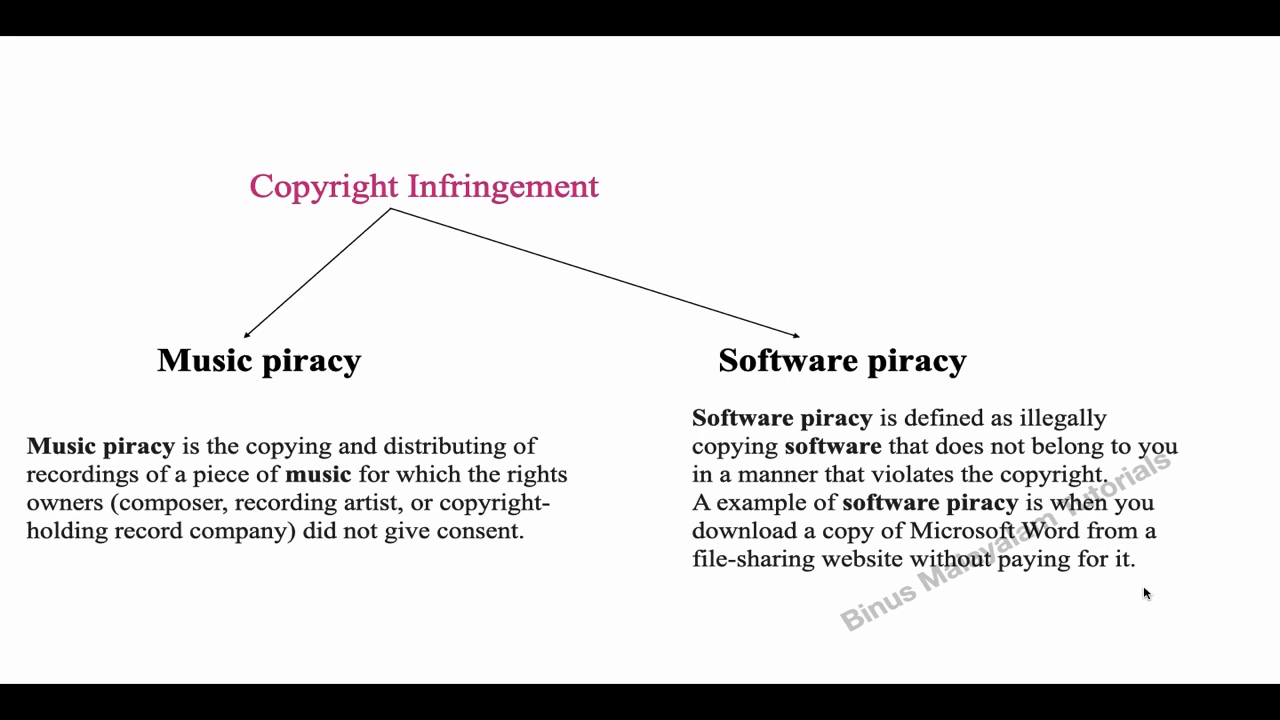 Copyright Infringement
Music piracy
Music piracy is the copying and distributing of
recordings of a piece of music for which the rights
owners (composer, recording artist, or copyright-
holding record company) did not give consent.
Software piracy
Software piracy is defined as illegally
copying software that does not belong to you
in a manner that violates the copyright.
A example of software piracy is when you
download a copy of Microsoft Word from a
file-sharing website without paying for it.
Binus Malayalam Tutorials